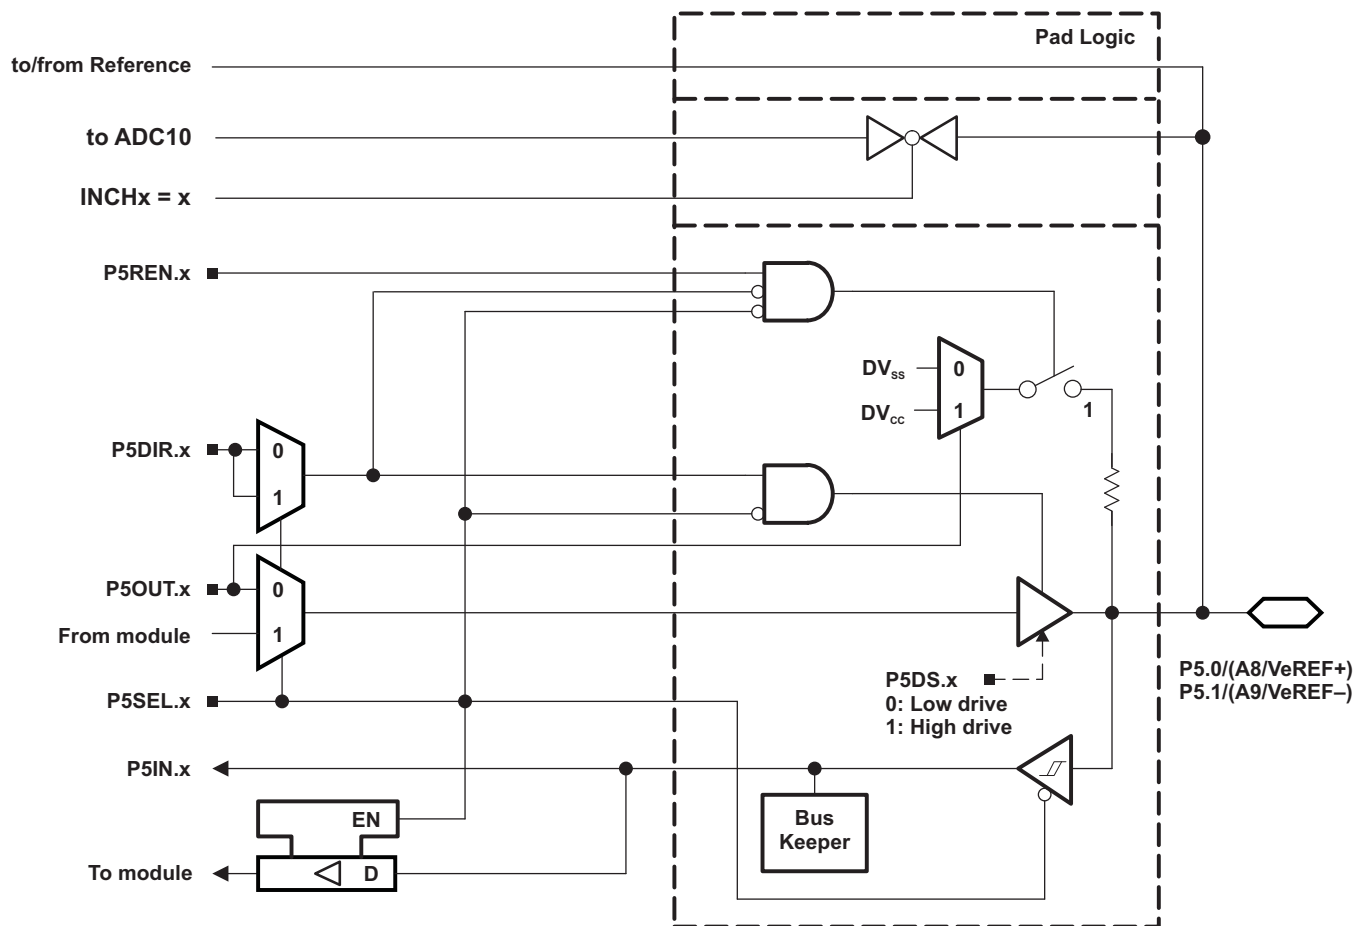 Pad Logic
to/from Reference
to ADC10
INCHx = x
P5REN.x
DVSS
0
DVCC
1
1
P5DIR.x
0
1
P5OUT.x
0
From module
1
P5SEL.x
P5DS.x
0: Low drive
1: High drive
P5.0/(A8/VeREF+)
P5.1/(A9/VeREF–)
P5IN.x
Bus
Keeper
EN
To module
D